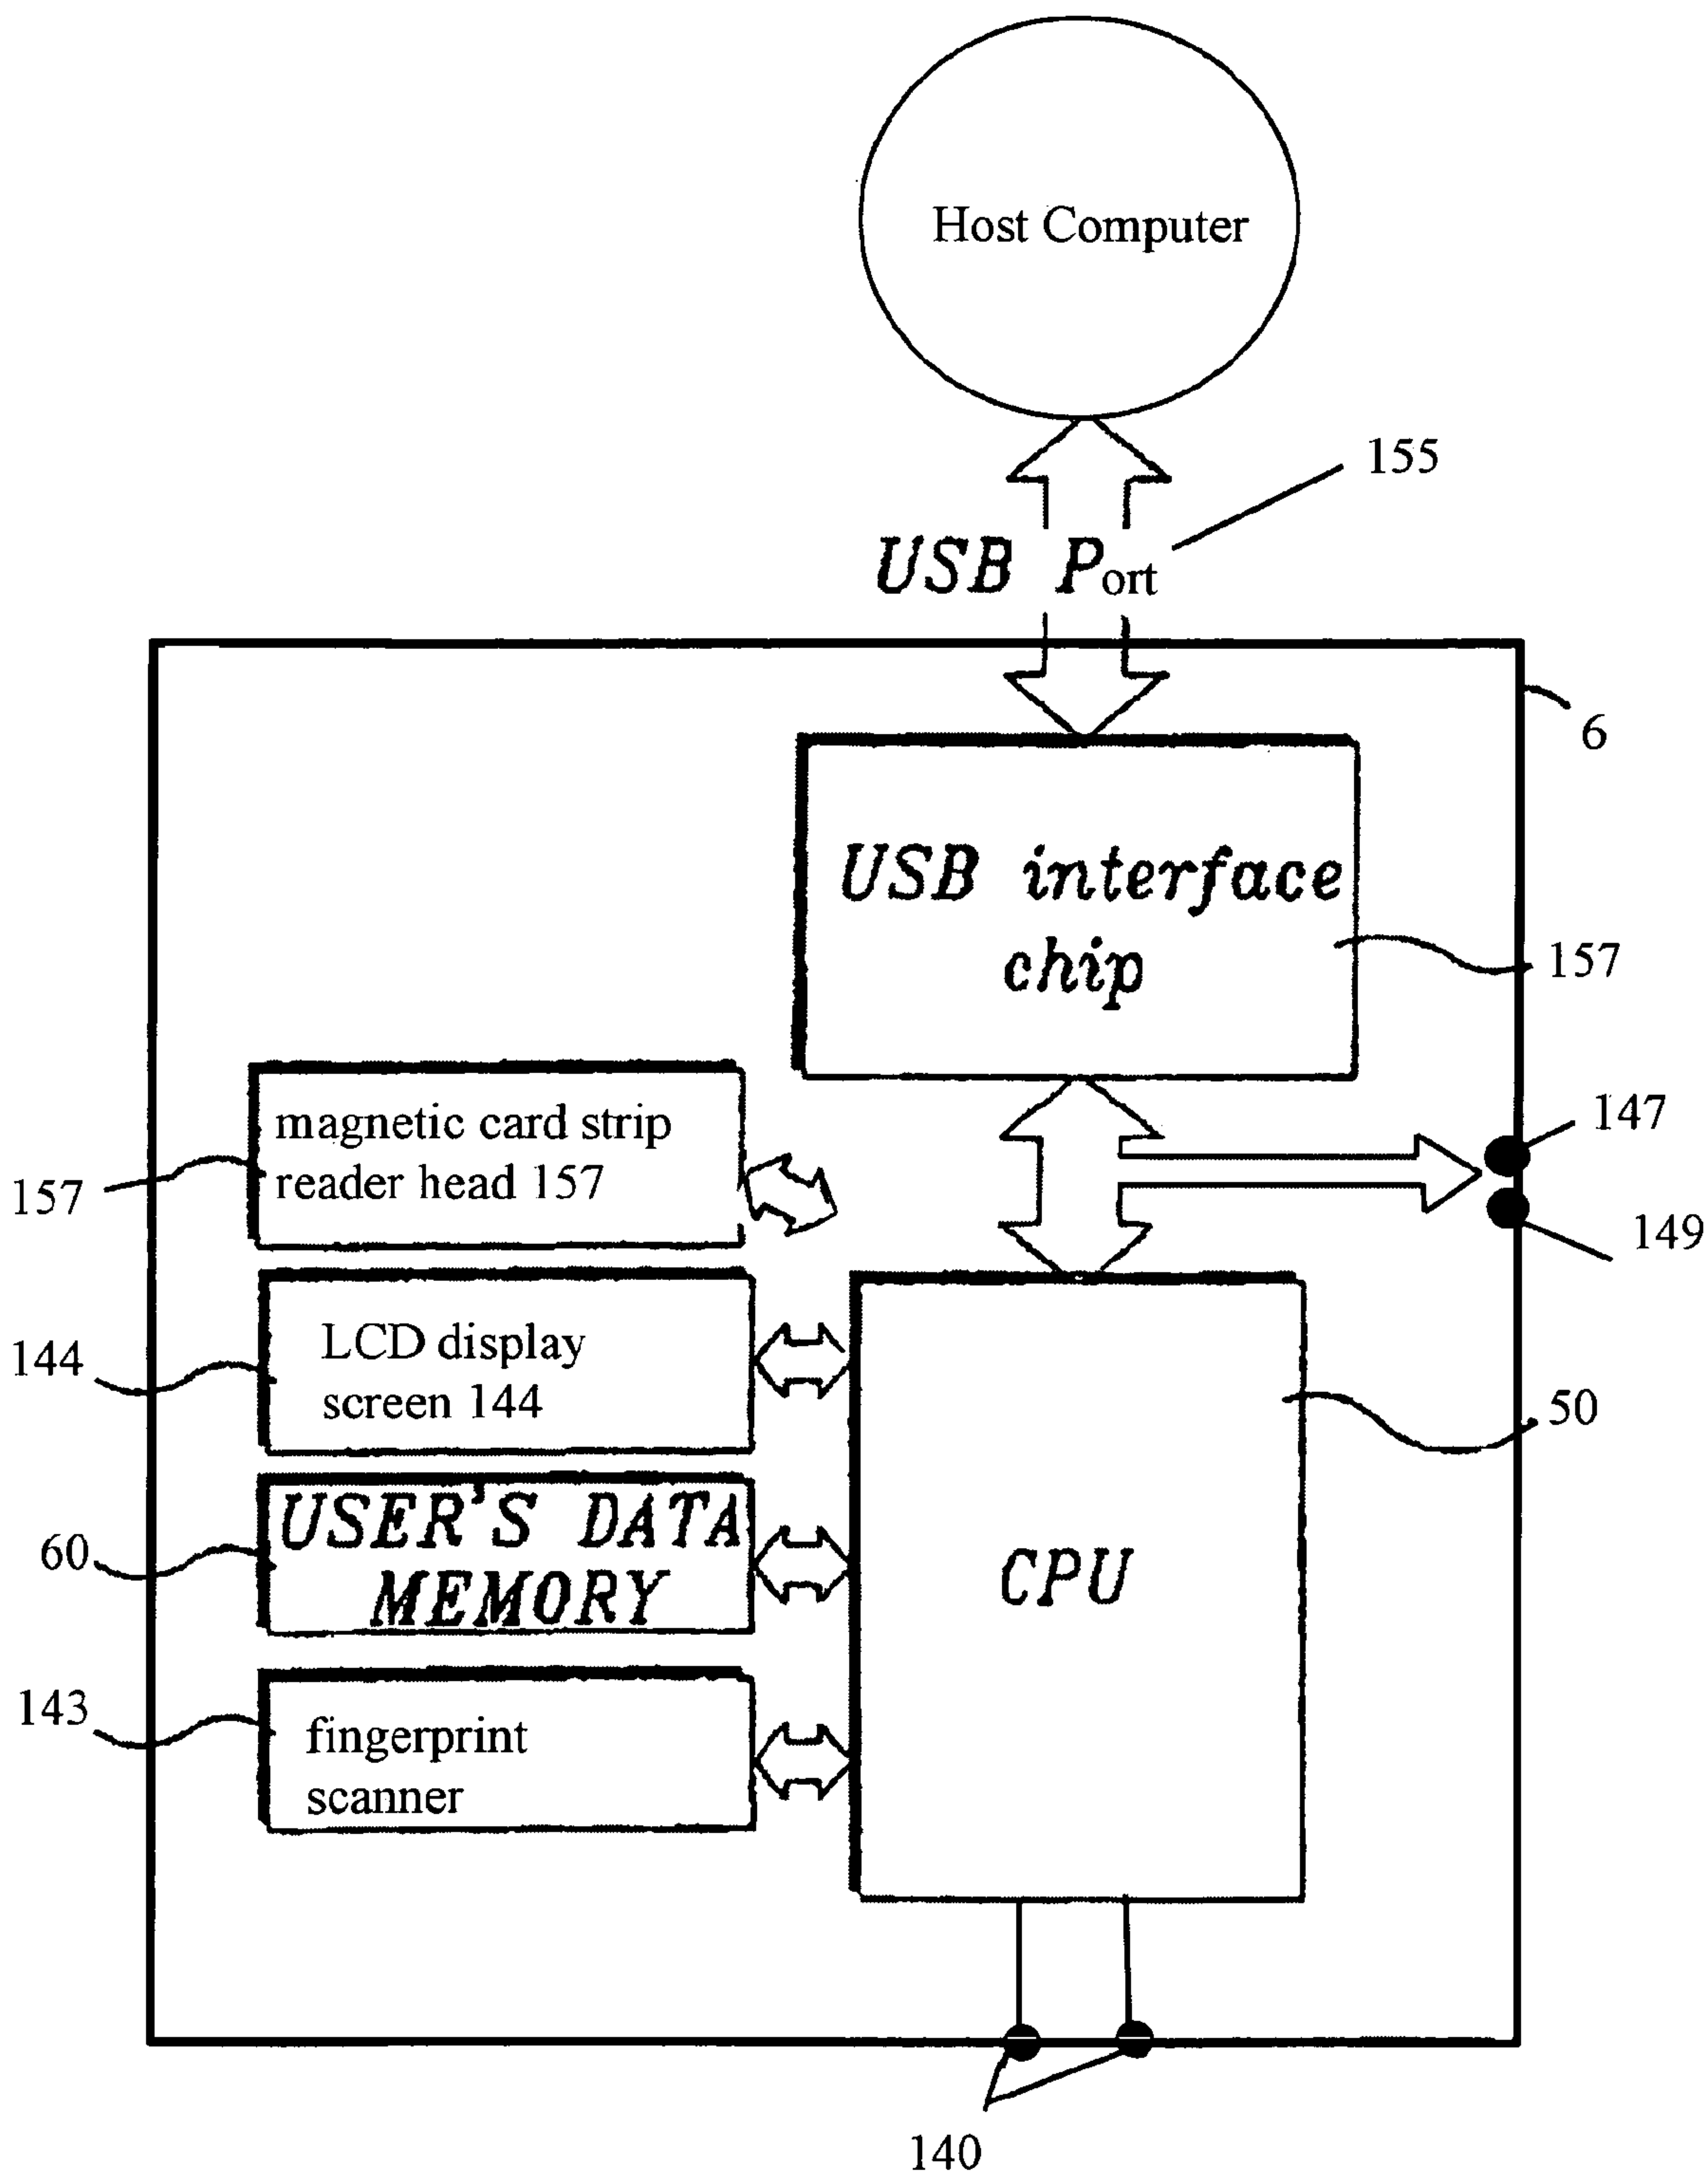 Host Computer
155
USB Port
6
USB interface
chip
157
147
magnetic card strip
reader head 157
157
149
LCD display
screen 144
144
50
USER'S DATA
MEMORY
60
CPU
143
fingerprint
scanner
140